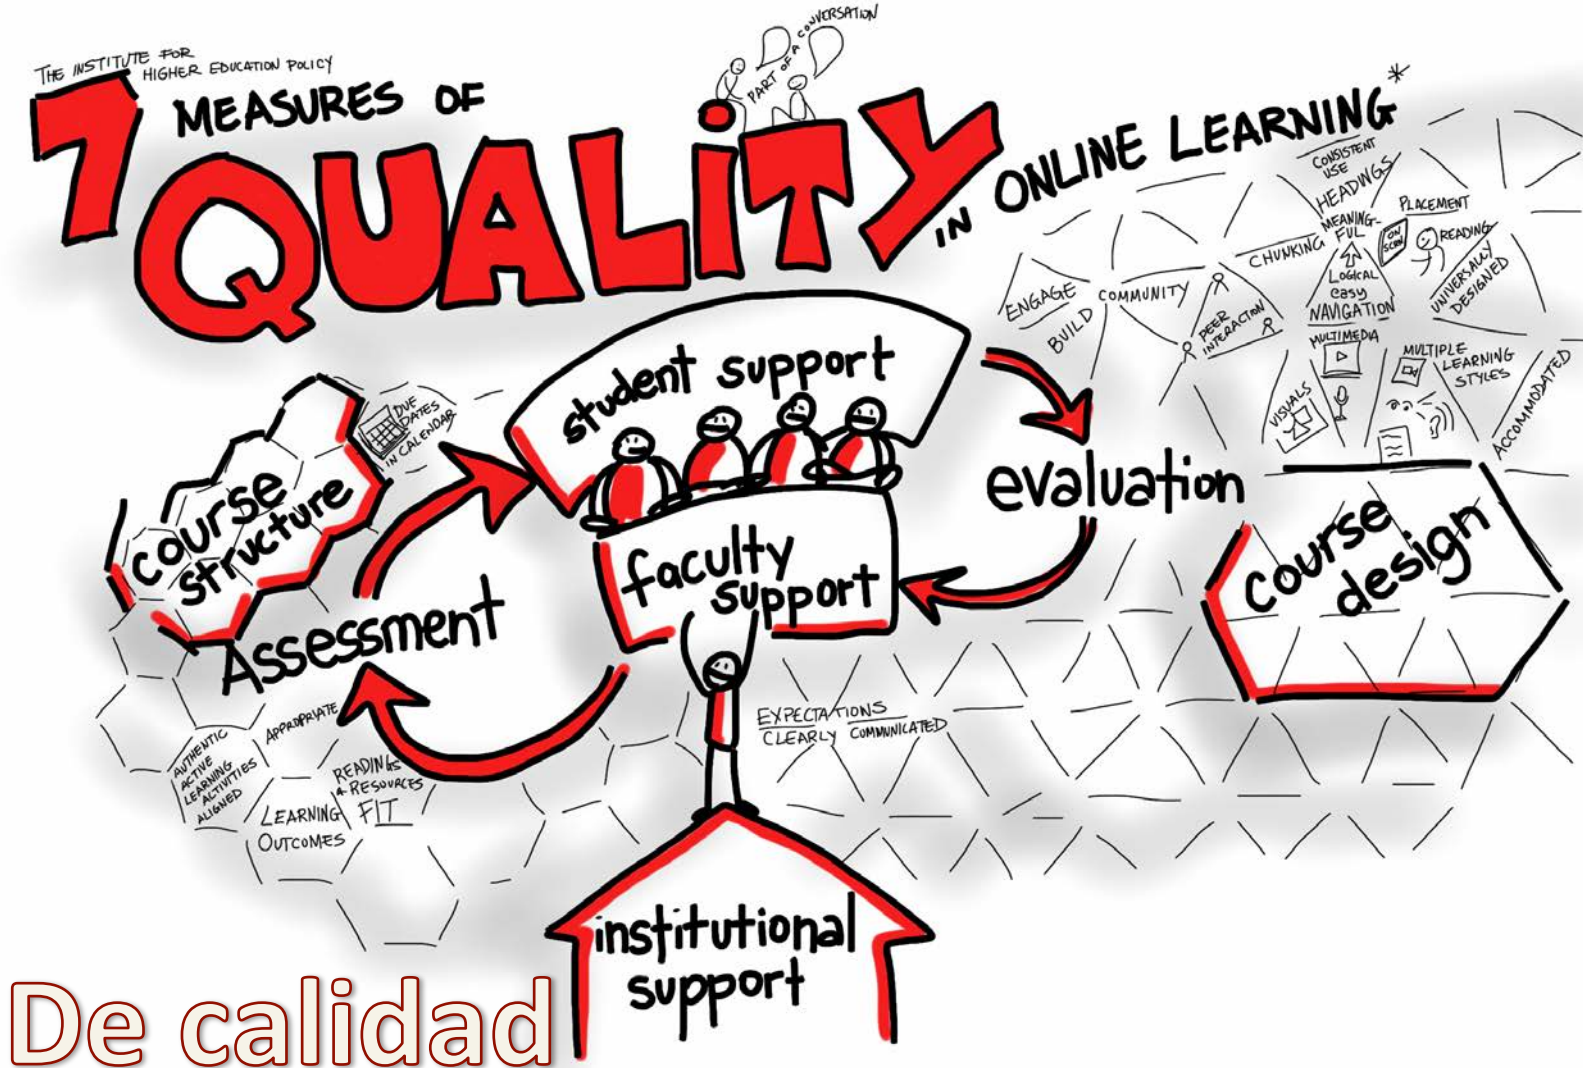 THE INSTITUTE FOR
HIGHER EDUCATION POLICY
7 MEASURES OF
QUALiTY
IN ONLINE LEARNING*
PART OF A CONVERSATION
student support
faculty
support
institutional
support
evaluation
Assessment
course
structure
DUE
DATES
IN CALENDAR
course
design
ENGAGE
BUILD
COMMUNITY
PEER
INTERACTION
CHUNKING
CONSISTENT
USE
HEADINGS
MEANING-
FUL
LOGICAL
easy
NAVIGATION
PLACEMENT
ON
SCRN
READING
UNIVERSALLY
DESIGNED
MULTIMEDIA
VISUALS
MULTIPLE
LEARNING
STYLES
ACCOMMODATED
EXPECTATIONS
CLEARLY COMMUNICATED
AUTHENTIC
ACTIVE
LEARNING
ACTIVITIES
ALIGNED
APPROPRIATE
LEARNING
OUTCOMES
READINGS
+ RESOURCES
FIT
De calidad